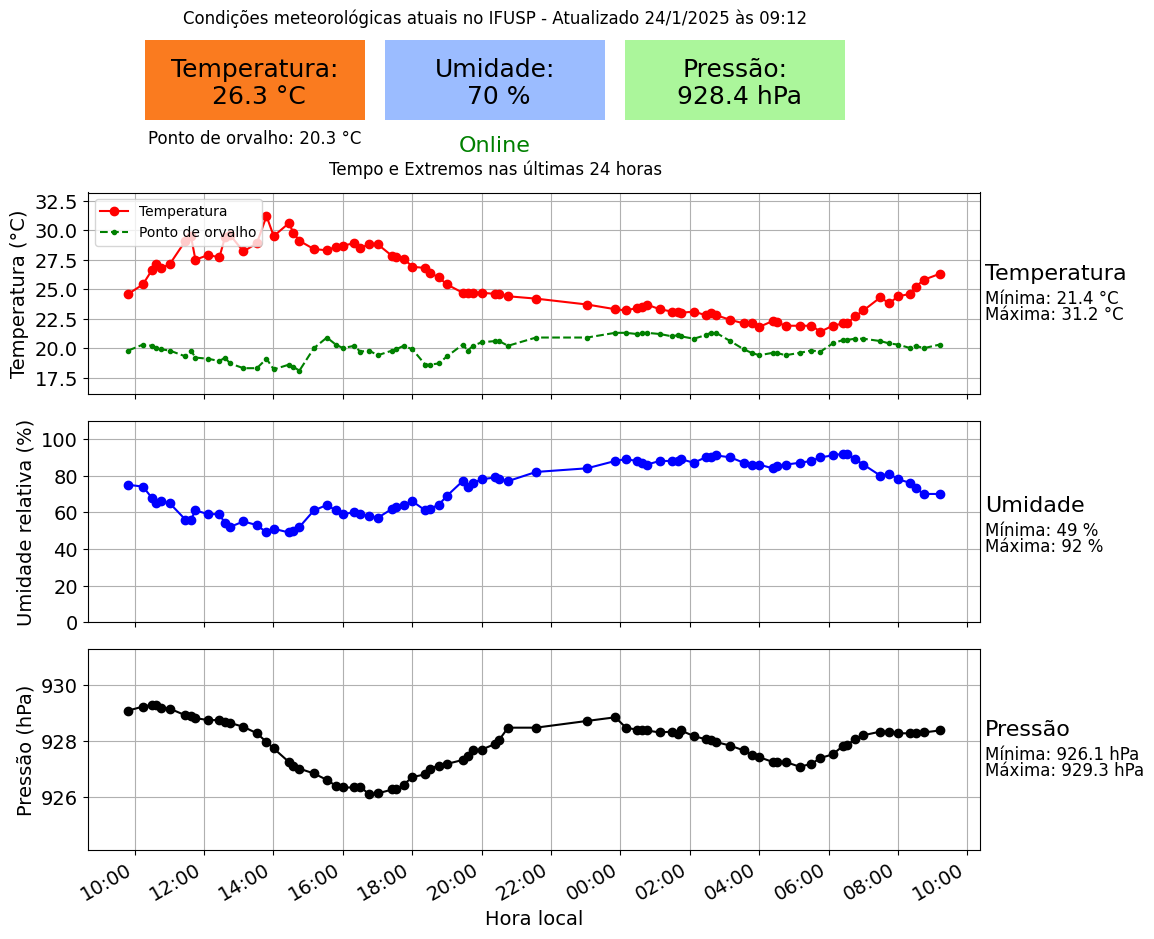 Condições meteorológicas atuais no IFUSP - Atualizado 24/1/2025 às 09:12
Temperatura:
26.3 °C
Umidade:
70 %
Pressão:
928.4 hPa
Ponto de orvalho: 20.3 °C
Online
Tempo e Extremos nas últimas 24 horas
Temperatura (°C)
32.5
30.0
27.5
25.0
22.5
20.0
17.5
Temperatura
Ponto de orvalho
Temperatura
Mínima: 21.4 °C
Máxima: 31.2 °C
Umidade relativa (%)
100
80
60
40
20
0
Umidade
Mínima: 49 %
Máxima: 92 %
Pressão (hPa)
930
928
926
Pressão
Mínima: 926.1 hPa
Máxima: 929.3 hPa
10:00 12:00 14:00 16:00 18:00 20:00 22:00 00:00 02:00 04:00 06:00 08:00 10:00
Hora local